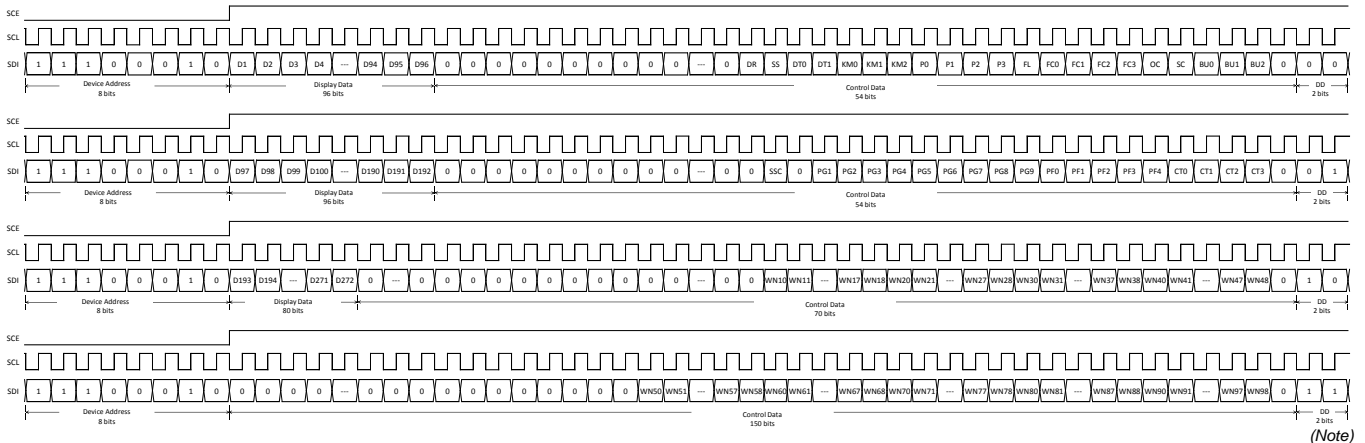 SCE
SCL
SDI 1 1 1 0 0 0 1 0 D1 D2 D3 D4 --- D94 D95 D96 0 0 0 0 0 0 0 0 0 0 --- 0 DR SS DT0 DT1 KM0 KM1 KM2 P0 P1 P2 P3 FL FC0 FC1 FC2 FC3 OC SC BU0 BU1 BU2 0 0 0
Device Address Display Data Control Data DD
8 bits 96 bits 54 bits 2 bits
SCE
SCL
SDI 1 1 1 0 0 0 1 0 D97 D98 D99 D100 --- D190 D191 D192 0 0 0 0 0 0 0 0 0 0 --- 0 0 SSC 0 PG1 PG2 PG3 PG4 PG5 PG6 PG7 PG8 PG9 PF0 PF1 PF2 PF3 PF4 CT0 CT1 CT2 CT3 0 0 1
Device Address Display Data Control Data DD
8 bits 96 bits 54 bits 2 bits
SCE
SCL
SDI 1 1 1 0 0 0 1 0 D193 D194 --- D271 D272 0 --- 0 0 0 0 0 0 0 0 0 0 0 --- 0 0 WN10 WN11 --- WN17 WN18 WN20 WN21 --- WN27 WN28 WN30 WN31 --- WN37 WN38 WN40 WN41 --- WN47 WN48 0 1 0
Device Address Display Data Control Data DD
8 bits 80 bits 70 bits 2 bits
SCE
SCL
SDI 1 1 1 0 0 0 1 0 0 0 0 0 --- 0 0 0 0 0 0 0 0 0 0 0 WN50 WN51 --- WN57 WN58 WN60 WN61 --- WN67 WN68 WN70 WN71 --- WN77 WN78 WN80 WN81 --- WN87 WN88 WN90 WN91 --- WN97 WN98 0 1 1
Device Address Control Data DD
8 bits 150 bits 2 bits
(Note)